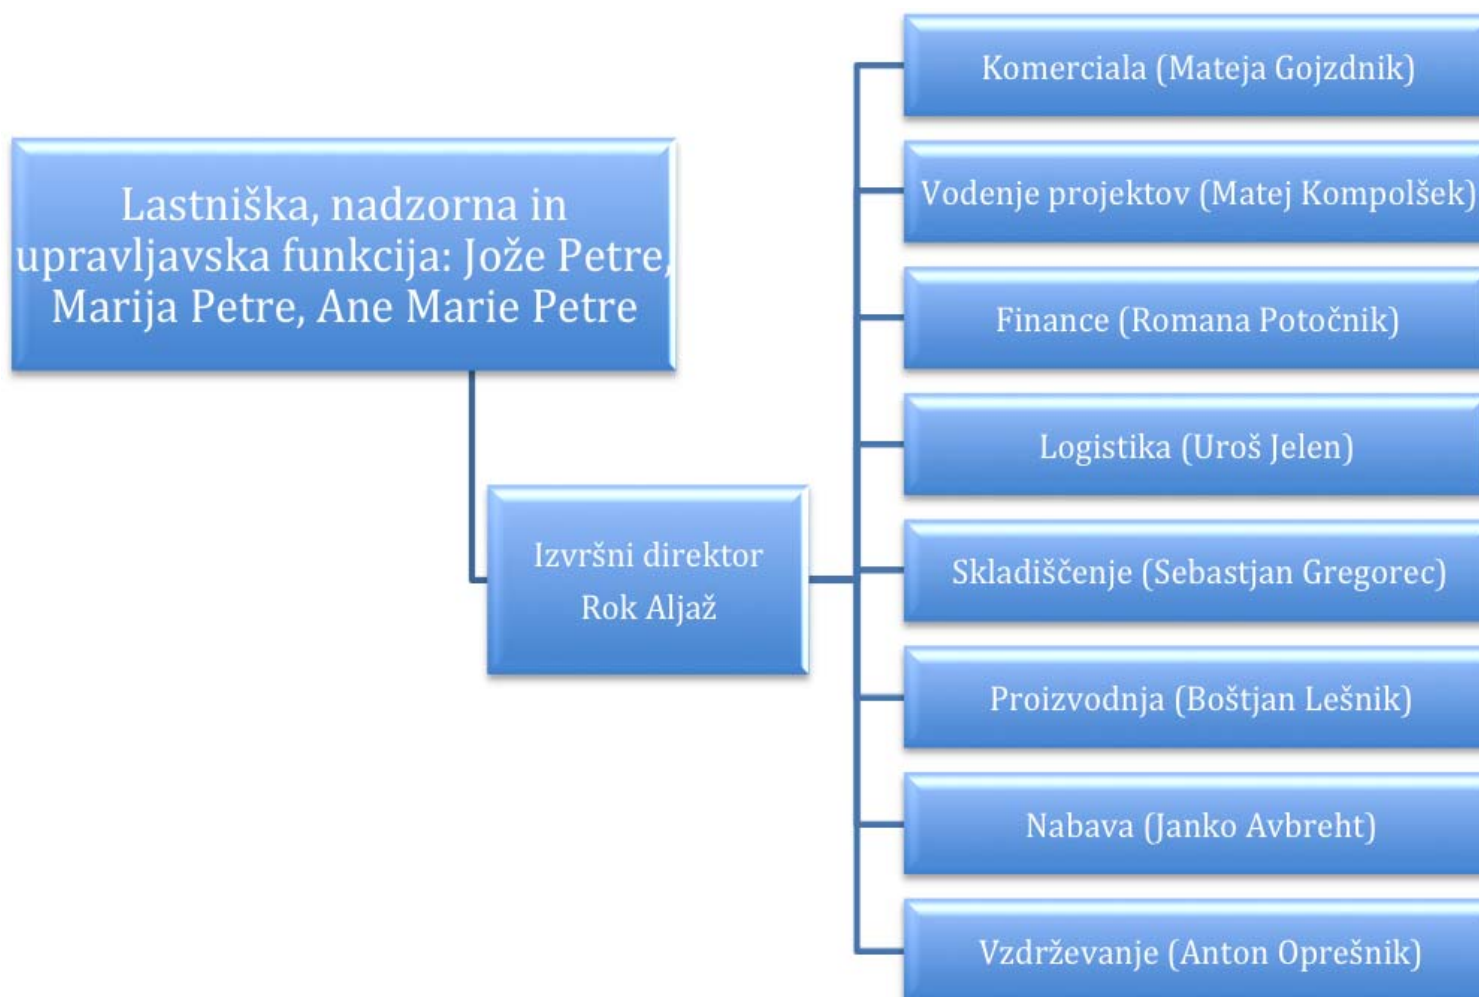 Lastniška, nadzorna in
upravljavska funkcija: Jože Petre,
Marija Petre, Ane Marie Petre
Izvršni direktor
Rok Aljaž
Komerciala (Mateja Gojzdnik)
Vodenje projektov (Matej Kompolšek)
Finance (Romana Potočnik)
Logistika (Uroš Jelen)
Skladiščenje (Sebastjan Gregorec)
Proizvodnja (Boštjan Lešnik)
Nabava (Janko Avbreht)
Vzdrževanje (Anton Oprešnik)